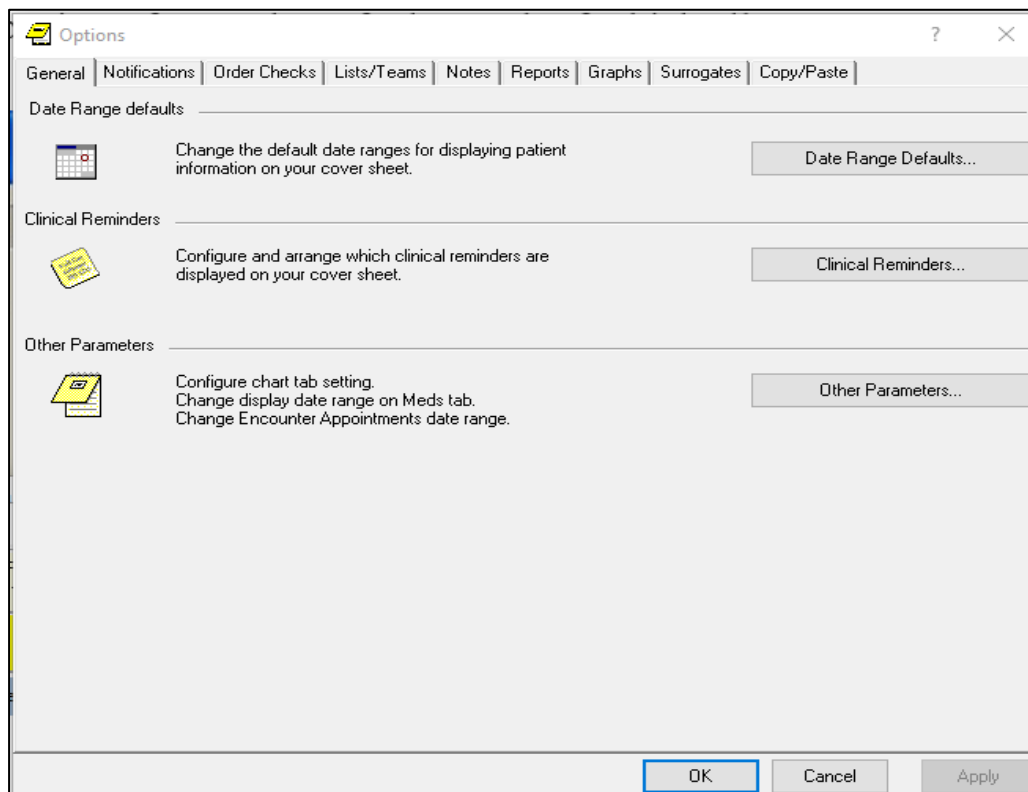 Options
General Notifications Order Checks Lists/Teams Notes Reports Graphs Surrogates Copy/Paste
Date Range defaults
Change the default date ranges for displaying patient
information on your cover sheet.
Date Range Defaults...
Clinical Reminders
Configure and arrange which clinical reminders are
displayed on your cover sheet.
Clinical Reminders...
Other Parameters
Configure chart tab setting.
Change display date range on Meds tab.
Change Encounter Appointments date range.
Other Parameters...
OK Cancel Apply